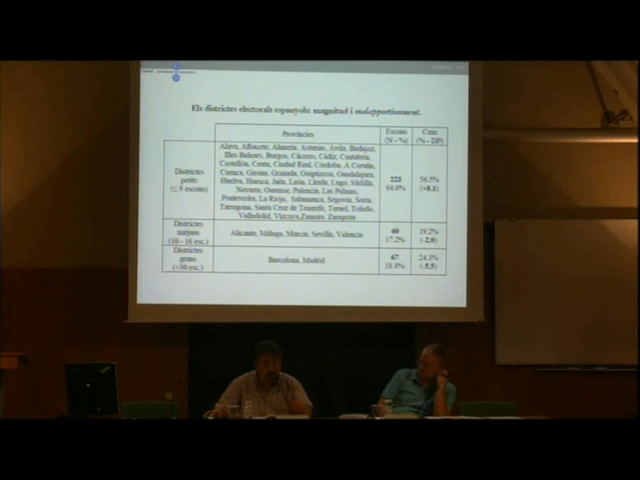 Els districtes electorals espanyols: magnitud i malapportionment.
Províncies
Escons
(N - %)
Cens
(% - DP)
Districtes
petits
(≤ 9 escons)
Álava, Albacete, Almería, Asturias, Ávila, Badajoz,
Illes Balears, Burgos, Cáceres, Cádiz, Cantabria,
Castellón, Ceuta, Ciudad Real, Córdoba, A Coruña,
Cuenca, Girona, Granada, Guipúzcoa, Guadalajara,
Huelva, Huesca, Jaén, León, Lleida, Lugo, Melilla,
Navarra, Ourense, Palencia, Las Palmas,
Pontevedra, La Rioja, Salamanca, Segovia, Soria,
Tarragona, Santa Cruz de Tenerife, Teruel, Toledo,
Valladolid, Vizcaya, Zamora, Zaragoza
223
64.0%
56.5%
(+8.1)
Districtes
mitjans
(10 - 16 esc.)
Alicante, Málaga, Murcia, Sevilla, Valencia
60
17.2%
19.2%
(-2.0)
Districtes
grans
(>30 esc.)
Barcelona, Madrid
67
18.8%
24.3%
(-5.5)